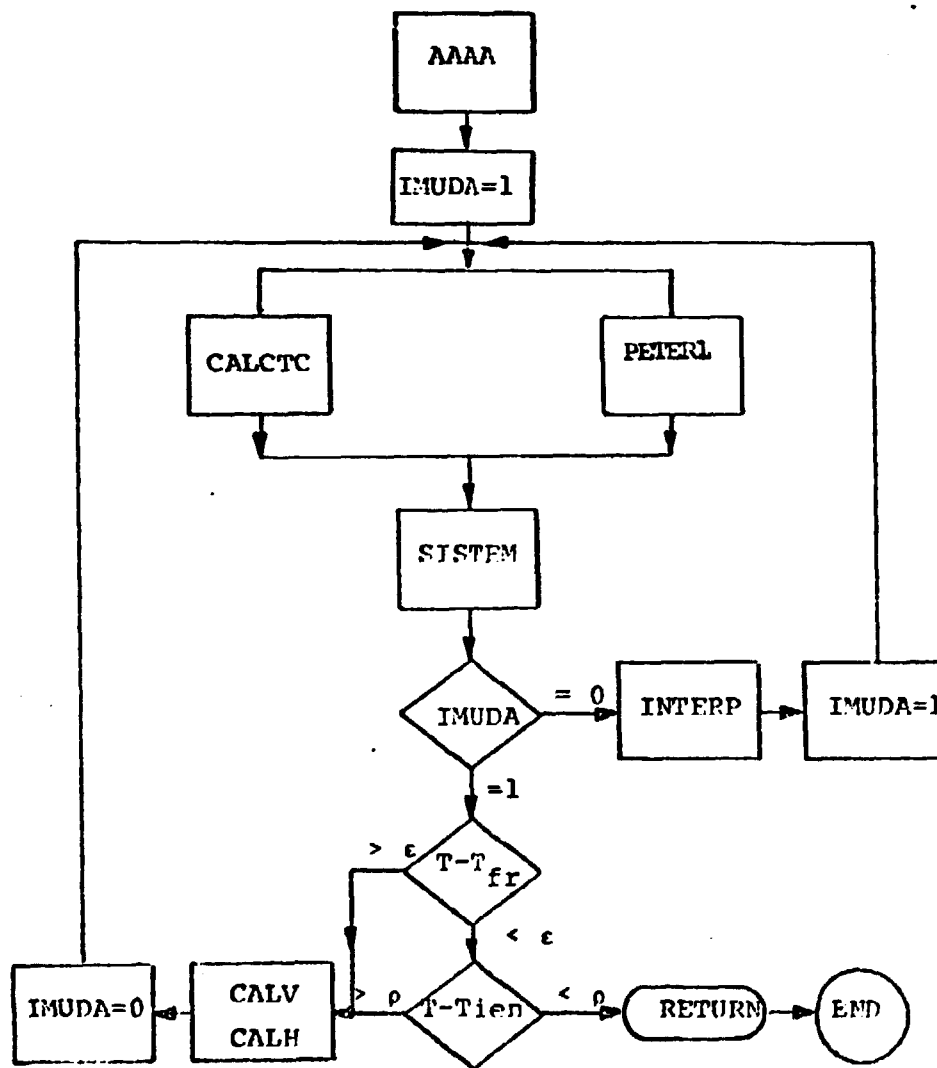 AAAA
IMUDA=1
CALCTC
PETER1
SISTEM
IMUDA
= 0
INTERP
IMUDA=1
=1
> ε
T-Tfr
< ε
IMUDA=0
CALV
CALH
> ρ
T-Tien
< ρ
RETURN
END